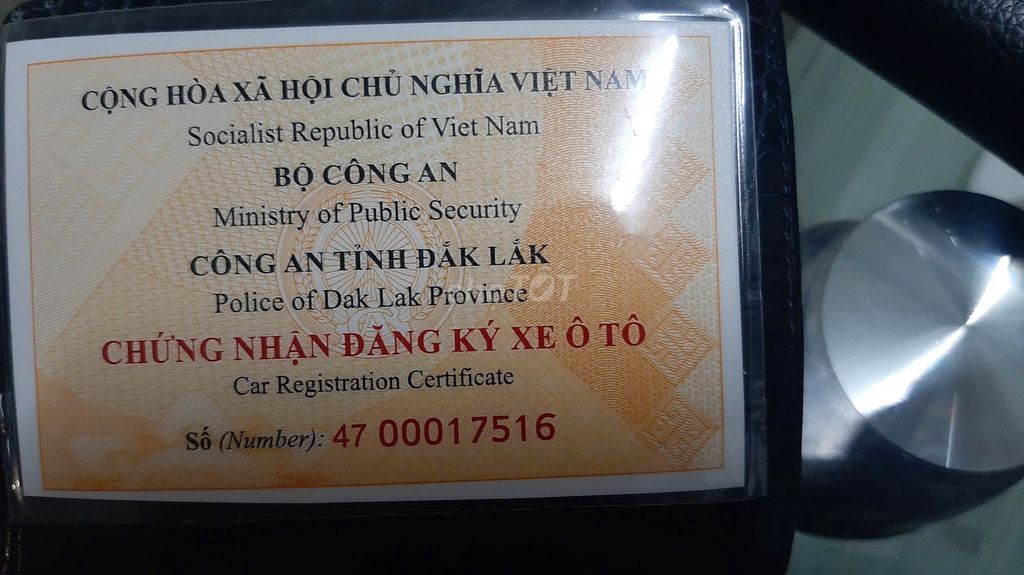 CỘNG HÒA XÃ HỘI CHỦ NGHĨA VIỆT NAM
Socialist Republic of Viet Nam
BỘ CÔNG AN
Ministry of Public Security
CÔNG AN TỈNH ĐẮK LẮK
Police of Dak Lak Province
CHỨNG NHẬN ĐĂNG KÝ XE Ô TÔ
Car Registration Certificate
Số (Number): 47 00017516